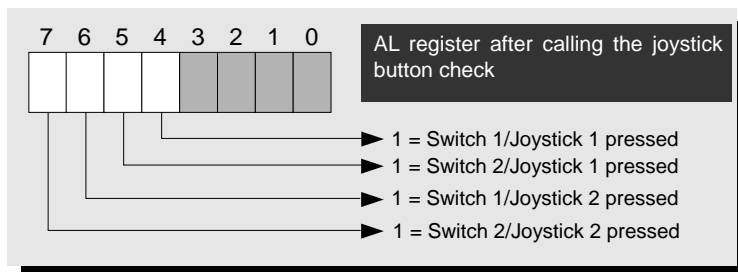 7 6 5 4 3 2 1 0
AL register after calling the joystick
button check
1 = Switch 1/Joystick 1 pressed
1 = Switch 2/Joystick 1 pressed
1 = Switch 1/Joystick 2 pressed
1 = Switch 2/Joystick 2 pressed